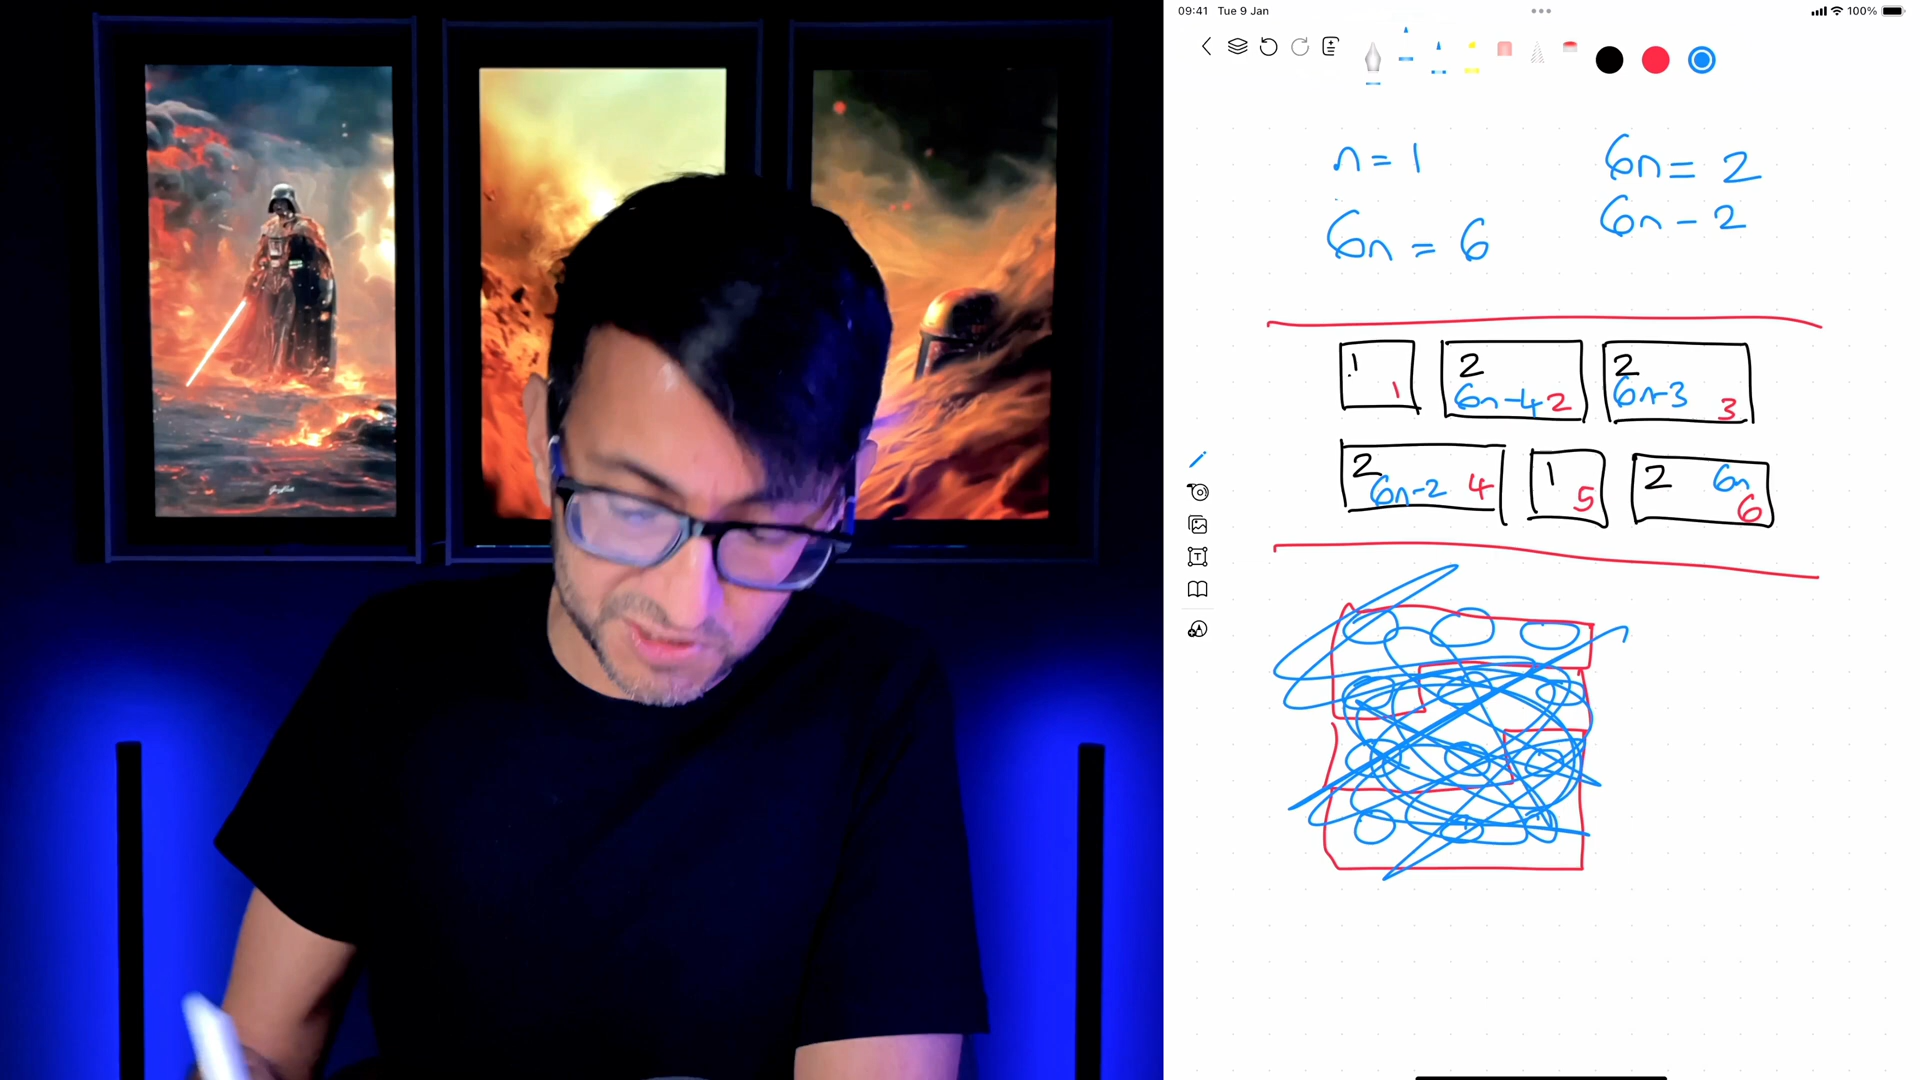 09:41 Tue 9 Jan
100%
n = 1
6n = 2
6n - 2
6n = 6
1
1
2
6n-4 2
2
6n-3 3
2
6n-2 4
1
5
2 6n
6
T